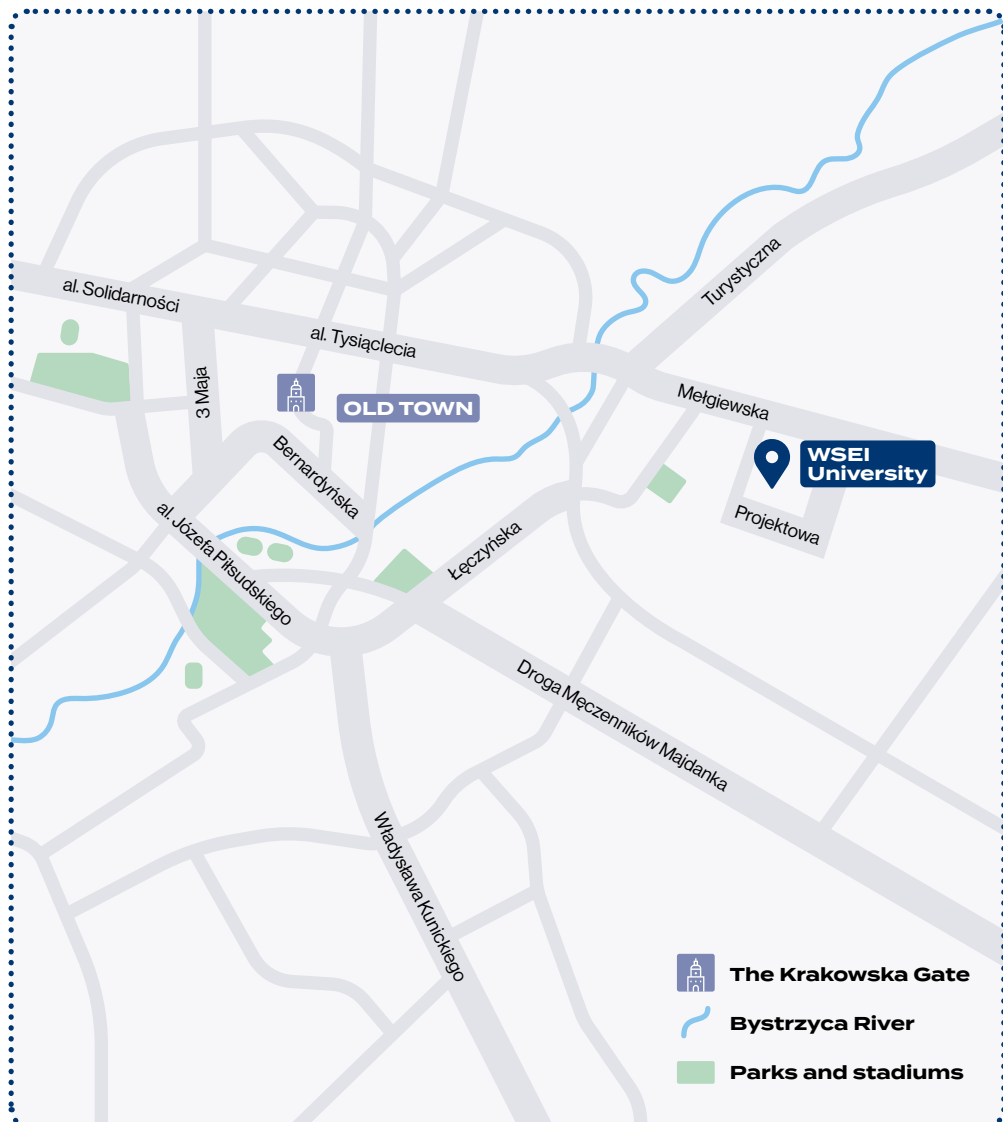 Turystyczna
al. Solidarności
al. Tysiąclecia
3 Maja
OLD TOWN
Mełgiewska
WSEI
University
Bernardyńska
Projektowa
al. Józefa Piłsudskiego
Łęczyńska
Droga Męczenników Majdanka
Władysława Kunickiego
The Krakowska Gate
Bystrzyca River
Parks and stadiums